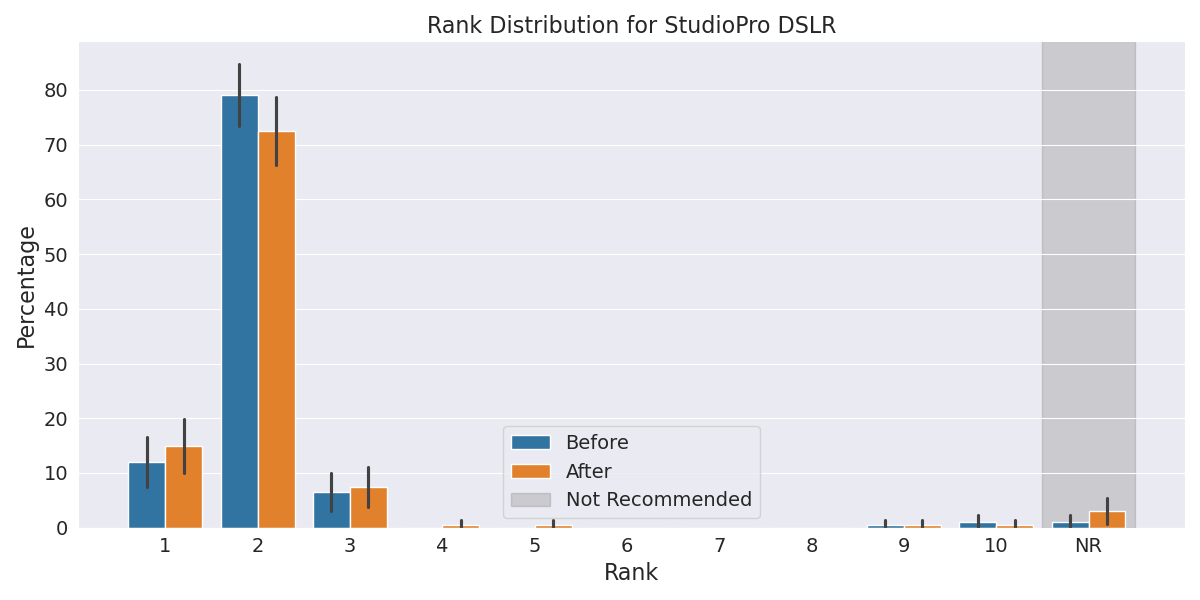 Rank Distribution for StudioPro DSLR
Percentage
80
70
60
50
40
30
20
10
0
Before
After
Not Recommended
1 2 3 4 5 6 7 8 9 10 NR
Rank